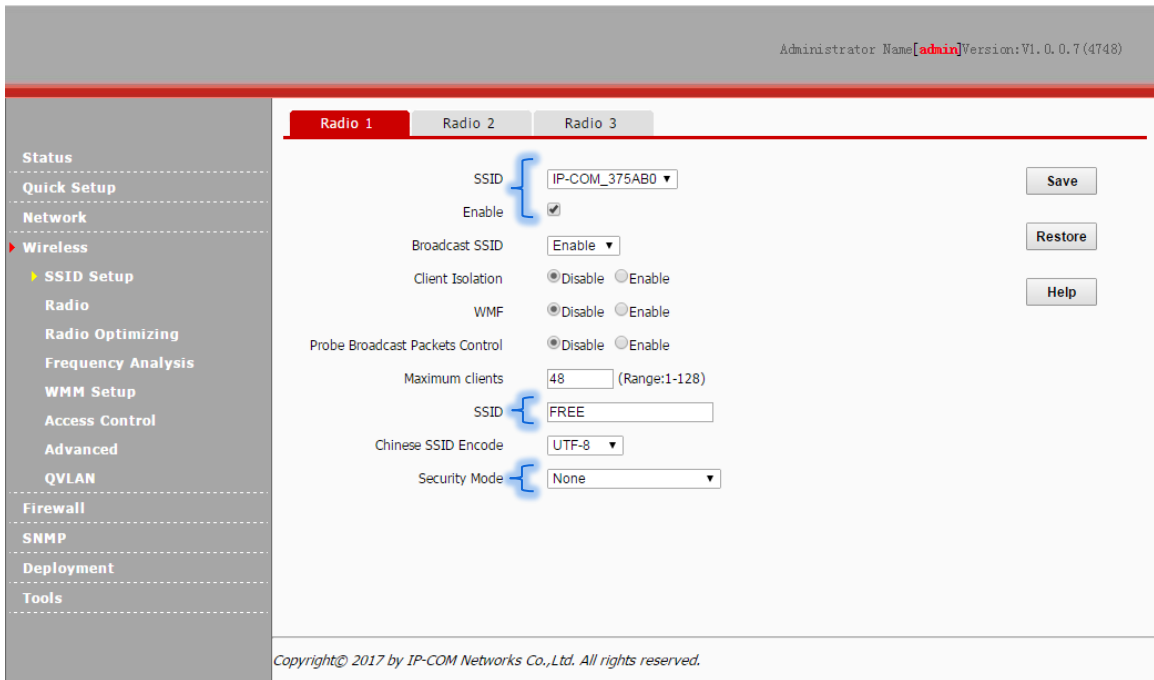 Administrator Name[admin]Version:V1.0.0.7(4748)
Radio 1 Radio 2 Radio 3
Status
Quick Setup
Network
Wireless
SSID Setup
Radio
Radio Optimizing
Frequency Analysis
WMM Setup
Access Control
Advanced
QVLAN
Firewall
SNMP
Deployment
Tools
SSID IP-COM_375AB0
Enable
Broadcast SSID Enable
Client Isolation Disable Enable
WMF Disable Enable
Probe Broadcast Packets Control Disable Enable
Maximum clients 48 (Range:1-128)
SSID FREE
Chinese SSID Encode UTF-8
Security Mode None
Save
Restore
Help
Copyright© 2017 by IP-COM Networks Co.,Ltd. All rights reserved.